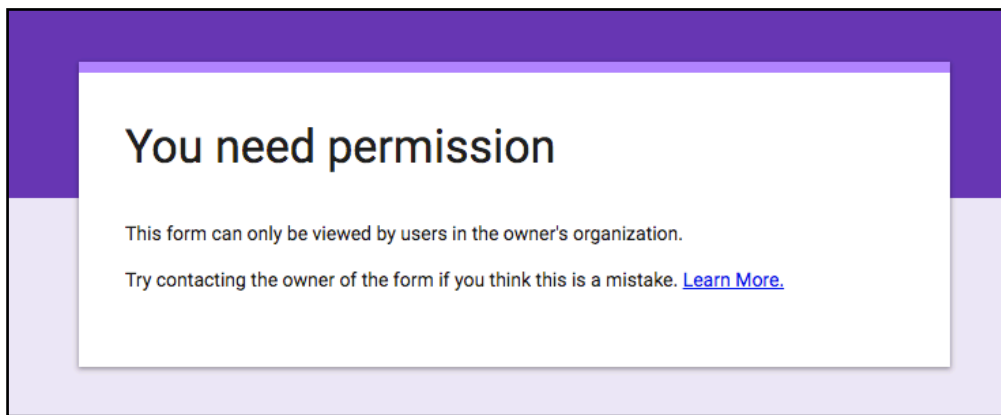 You need permission
This form can only be viewed by users in the owner's organization.
Try contacting the owner of the form if you think this is a mistake. Learn More.